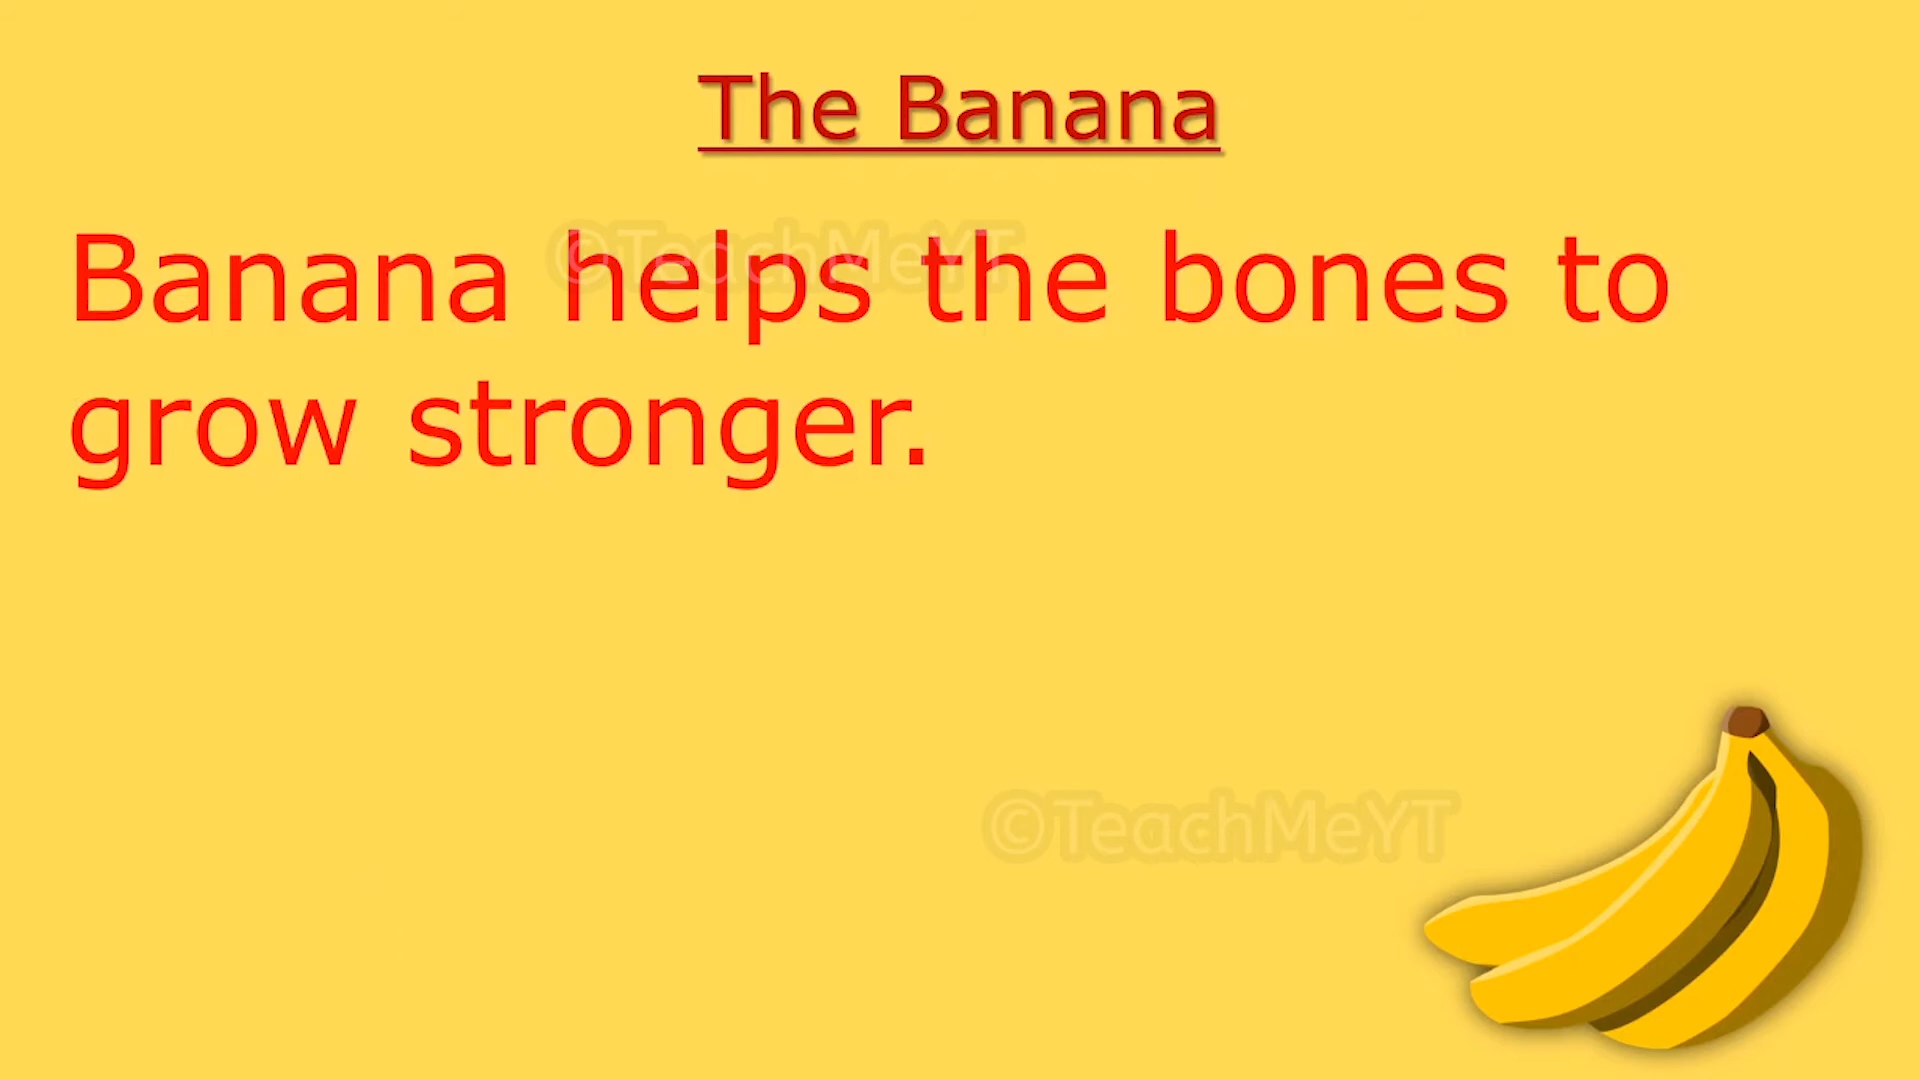 The Banana
©TeachMeYT
Banana helps the bones to
grow stronger.
©TeachMeYT